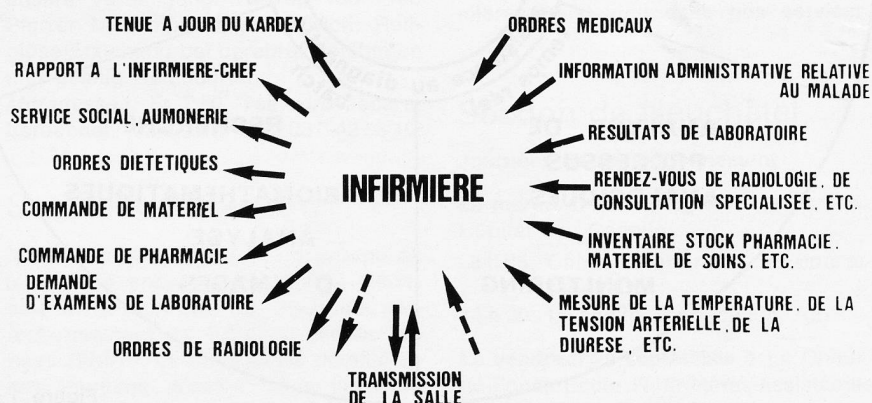 TENUE A JOUR DU KARDEX
RAPPORT A L'INFIRMIERE-CHEF
SERVICE SOCIAL, AUMONERIE
ORDRES DIETETIQUES
COMMANDE DE MATERIEL
COMMANDE DE PHARMACIE
DEMANDE
D'EXAMENS DE LABORATOIRE
ORDRES DE RADIOLOGIE
INFIRMIERE
TRANSMISSION
DE LA SALLE
ORDRES MEDICAUX
INFORMATION ADMINISTRATIVE RELATIVE
AU MALADE
RESULTATS DE LABORATOIRE
RENDEZ-VOUS DE RADIOLOGIE, DE
CONSULTATION SPECIALISEE, ETC.
INVENTAIRE STOCK PHARMACIE,
MATERIEL DE SOINS, ETC.
MESURE DE LA TEMPERATURE, DE LA
TENSION ARTERIELLE, DE LA
DIURESE, ETC.